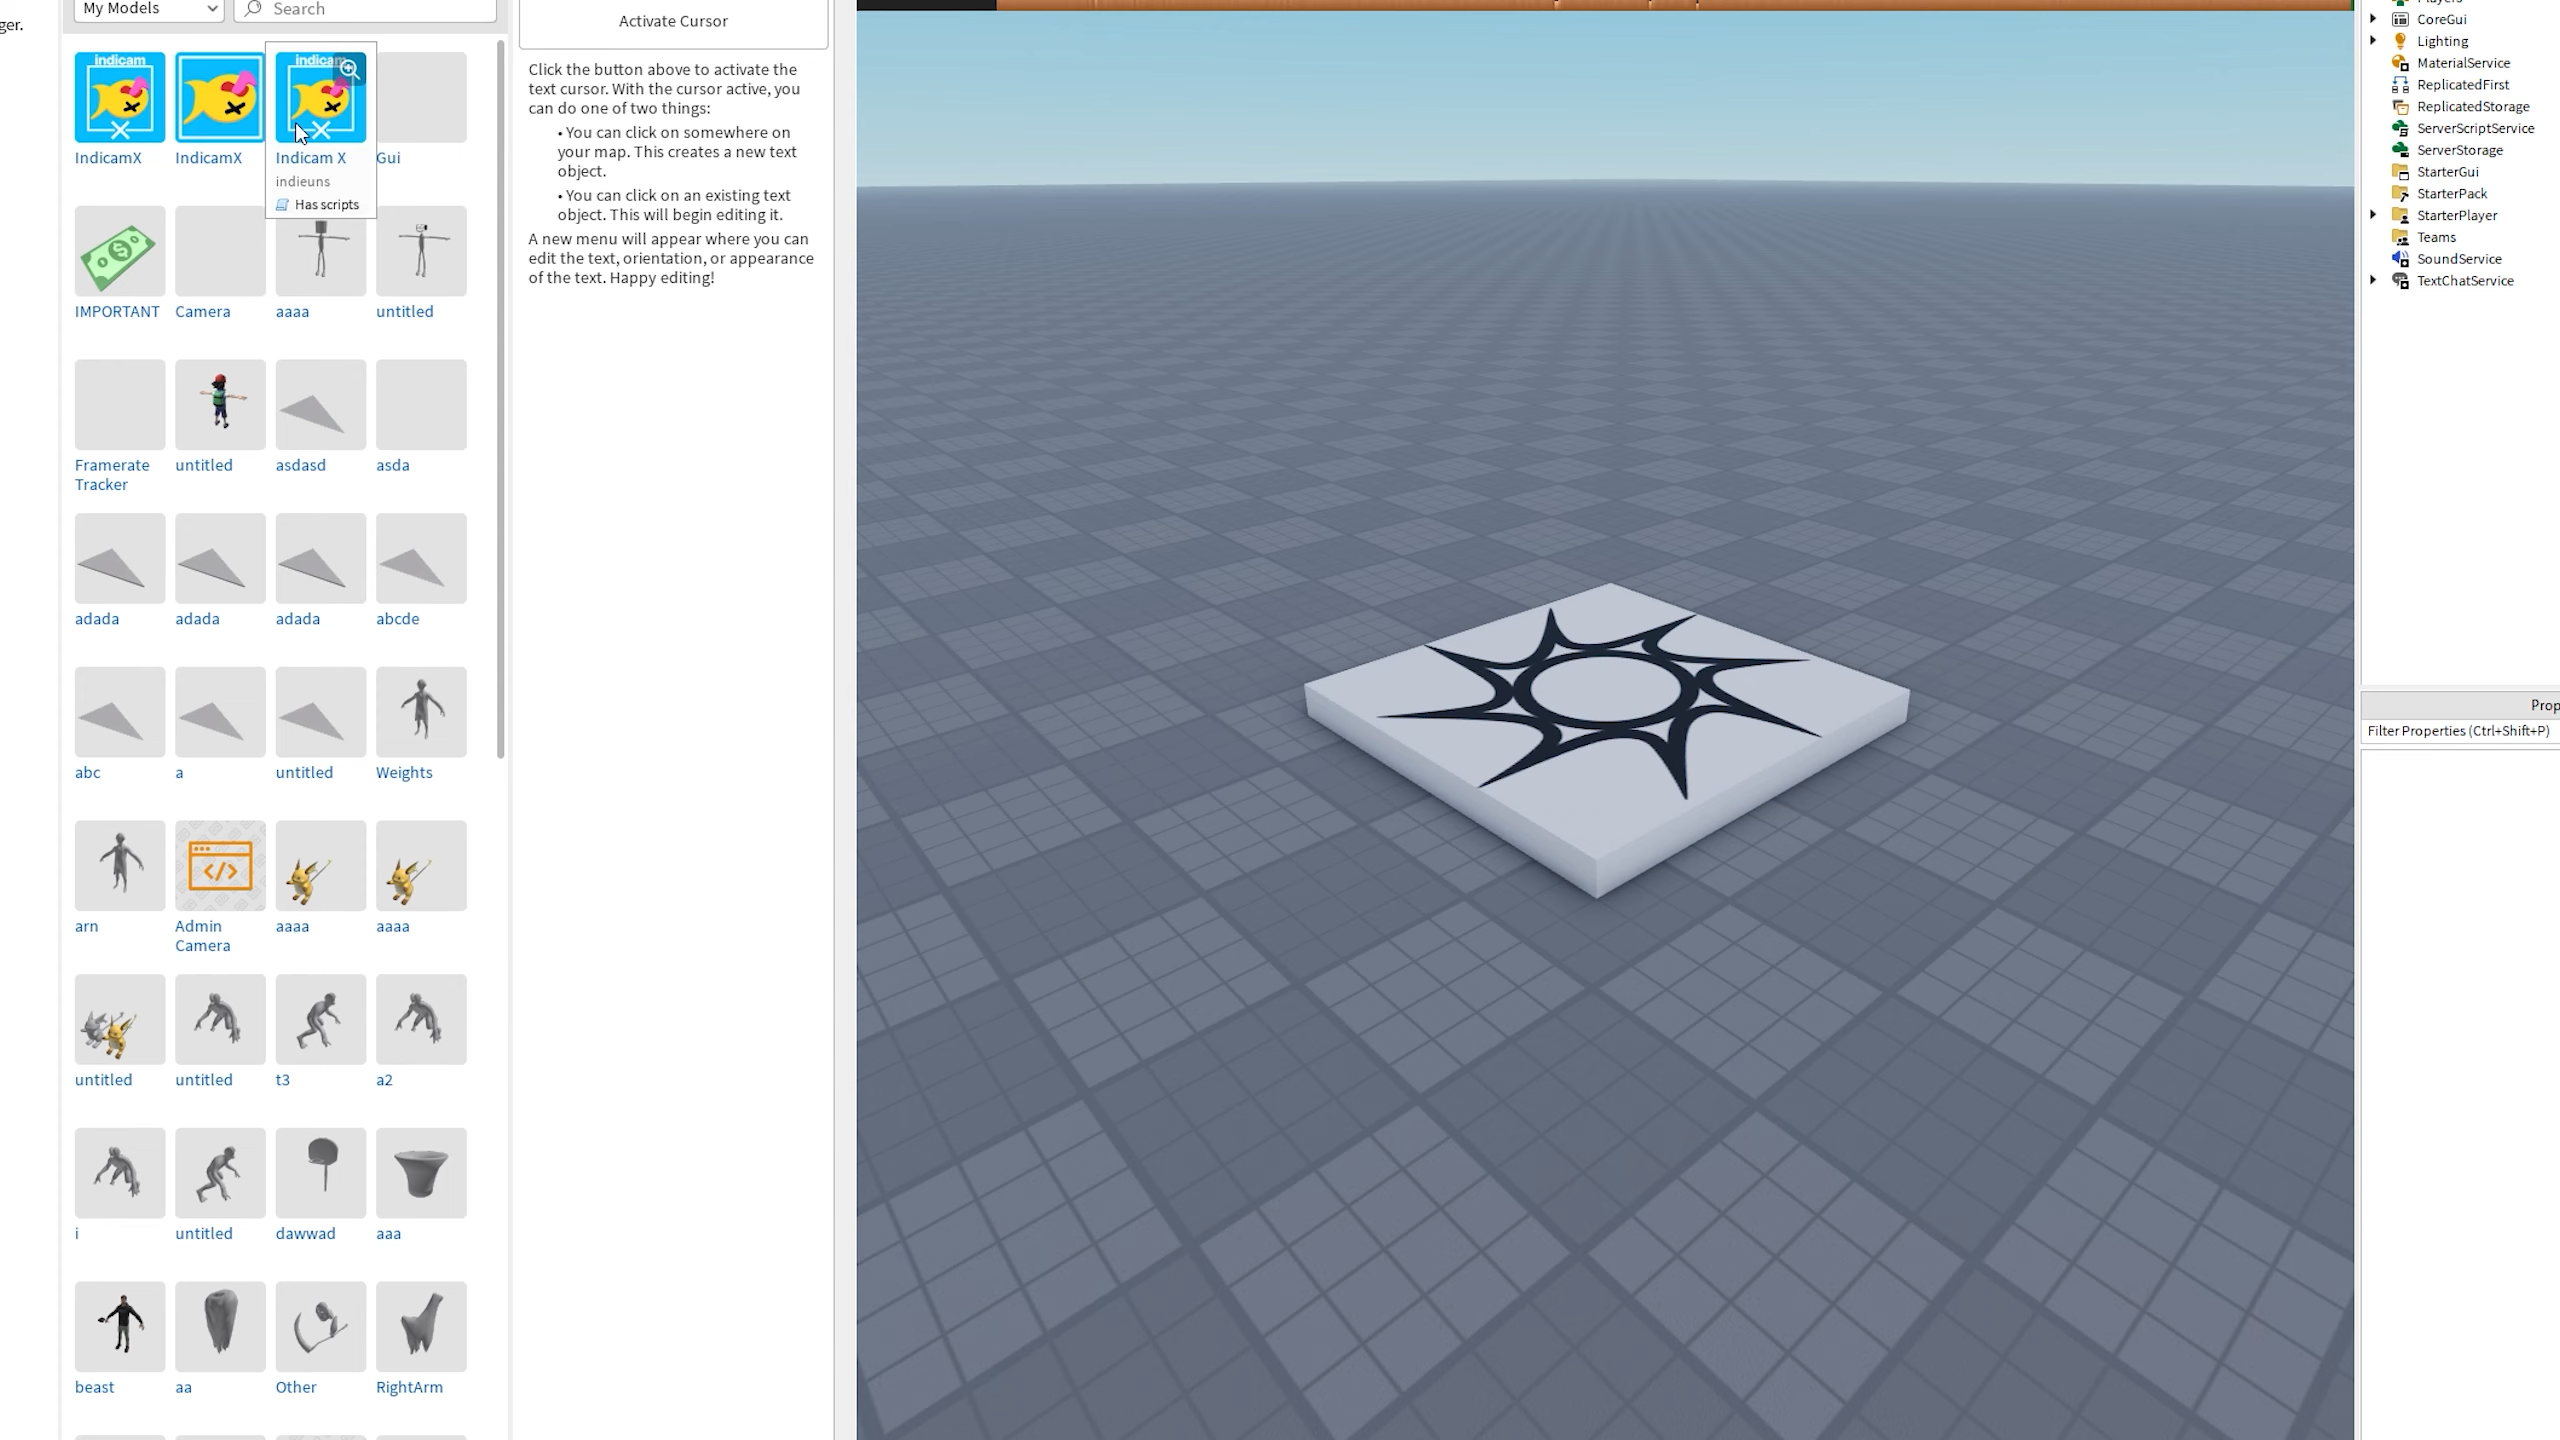 ger.
My Models
Search
indicam
indicam
IndicamX
IndicamX
Indicam X
Gui
indieuns
Has scripts
IMPORTANT
Camera
aaaa
untitled
Framerate
Tracker
untitled
asdasd
asda
adada
adada
adada
abcde
abc
a
untitled
Weights
arn
Admin
Camera
aaaa
aaaa
untitled
untitled
t3
a2
i
untitled
dawwad
aaa
beast
aa
Other
RightArm
Activate Cursor
Click the button above to activate the
text cursor. With the cursor active, you
can do one of two things:
• You can click on somewhere on
your map. This creates a new text
object.
• You can click on an existing text
object. This will begin editing it.
A new menu will appear where you can
edit the text, orientation, or appearance
of the text. Happy editing!
Players
CoreGui
Lighting
MaterialService
ReplicatedFirst
ReplicatedStorage
ServerScriptService
ServerStorage
StarterGui
StarterPack
StarterPlayer
Teams
SoundService
TextChatService
Prop
Filter Properties (Ctrl+Shift+P)